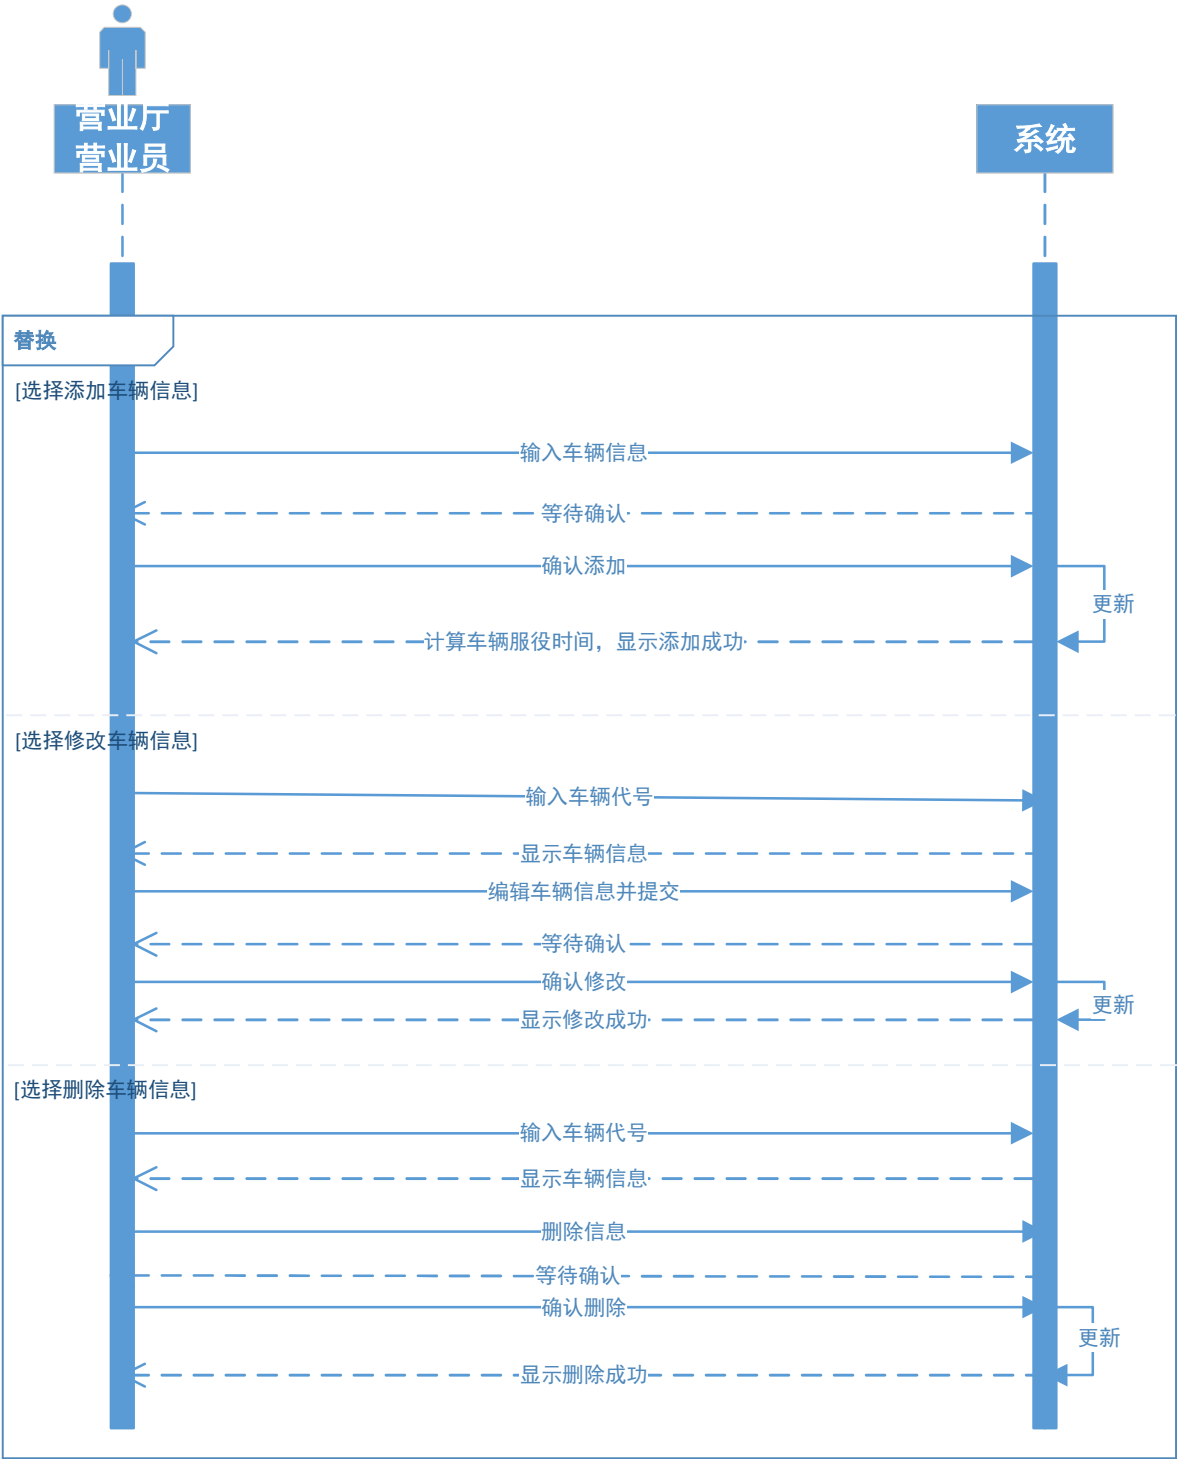 营业厅
营业员
系统
替换
[选择添加车辆信息]
输入车辆信息
等待确认
确认添加
更新
计算车辆服役时间，显示添加成功
[选择修改车辆信息]
输入车辆代号
显示车辆信息
编辑车辆信息并提交
等待确认
确认修改
更新
显示修改成功
[选择删除车辆信息]
输入车辆代号
显示车辆信息
删除信息
等待确认
确认删除
更新
显示删除成功